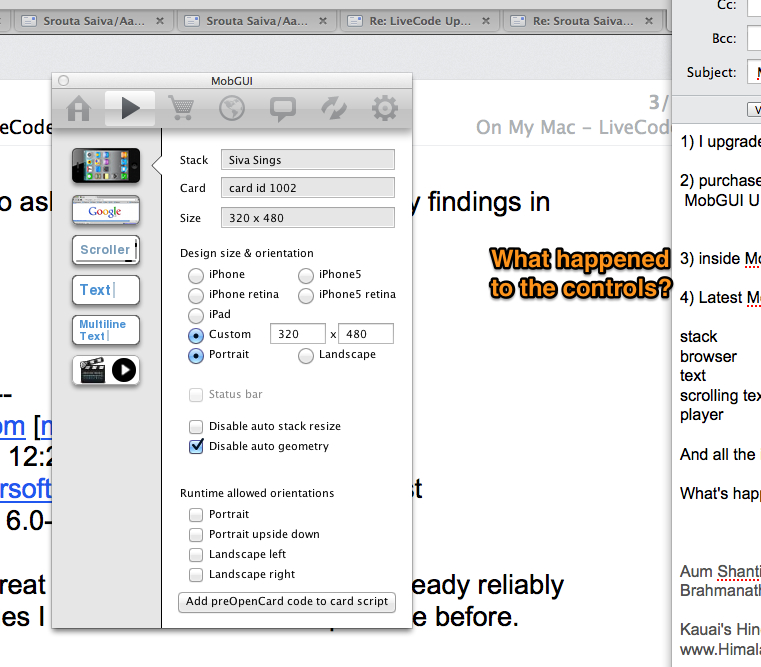 Srouta Saiva/Aa...
Srouta Saiva/Aa...
Re: LiveCode Up...
Re: Srouta Saiva...
Cc:
Bcc:
Subject:
MobGUI
eCode
3/
On My Mac – LiveCod
findings in
Stack
Siva Sings
Card
card id 1002
Size
320 x 480
Google
Scroller
Text
Multiline
Text
Design size & orientation
iPhone
iPhone5
iPhone retina
iPhone5 retina
iPad
Custom
320
x
480
Portrait
Landscape
Status bar
Disable auto stack resize
Disable auto geometry
Runtime allowed orientations
Portrait
Portrait upside down
Landscape left
Landscape right
Add preOpenCard code to card script
What happened
to the controls?
--
om [n
12:2
rsoft
st
6.0-
reat
eady reliably
es I
e before.
1) I upgrade
2) purchase
MobGUI U
3) inside Mo
4) Latest Mo
stack
browser
text
scrolling tex
player
And all the
What's happ
Aum Shanti
Brahmanath
Kauai's Hin
www.Himala